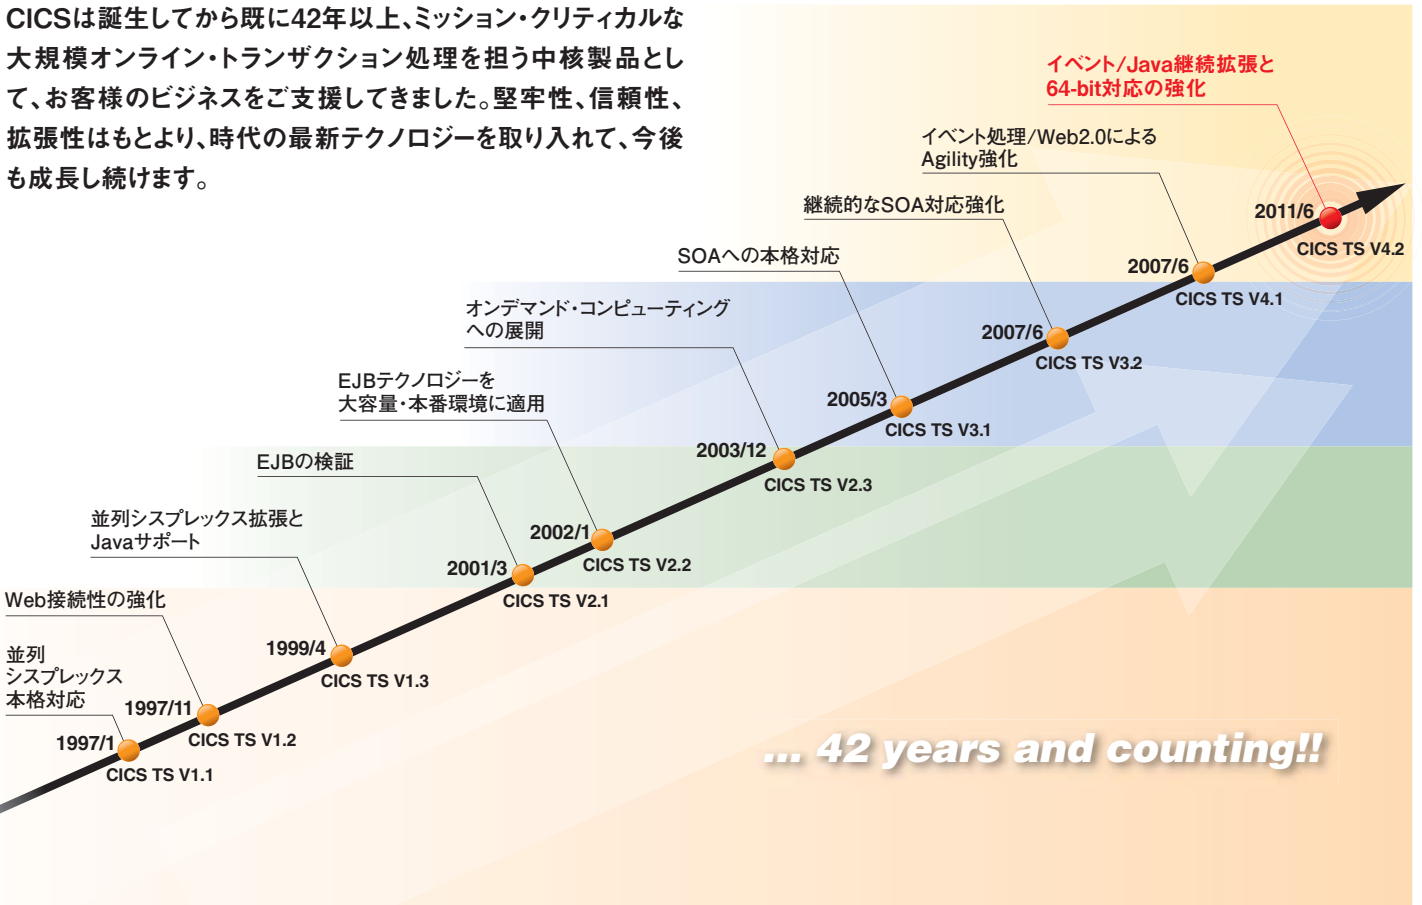 CICSは誕生してから既に42年以上、ミッション・クリティカルな
大規模オンライン・トランザクション処理を担う中核製品とし
て、お客様のビジネスをご支援してきました。堅牢性、信頼性、
拡張性はもとより、時代の最新テクノロジーを取り入れて、今後
も成長し続けます。
イベント/Java継続拡張と
64-bit対応の強化
2011/6
CICS TS V4.2
イベント処理/Web2.0による
Agility強化
2007/6
CICS TS V4.1
継続的なSOA対応強化
2007/6
CICS TS V3.2
SOAへの本格対応
2005/3
CICS TS V3.1
オンデマンド・コンピューティング
への展開
2003/12
CICS TS V2.3
EJBテクノロジーを
大容量・本番環境に適用
2002/1
CICS TS V2.2
EJBの検証
2001/3
CICS TS V2.1
並列シスプレックス拡張と
Javaサポート
1999/4
CICS TS V1.3
Web接続性の強化
1997/11
CICS TS V1.2
並列
シスプレックス
本格対応
1997/1
CICS TS V1.1
... 42 years and counting!!